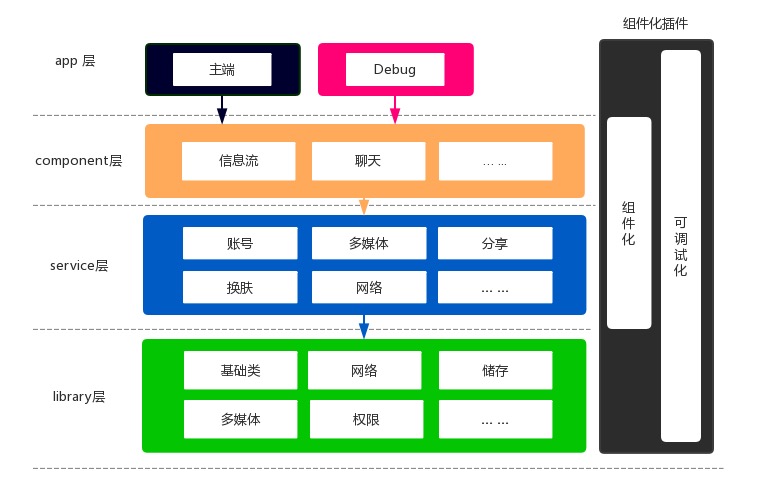 组件化插件
app 层
主端
Debug
component层
信息流
聊天
... ...
service层
账号
多媒体
分享
换肤
网络
... ...
library层
基础类
网络
储存
多媒体
权限
... ...
组件化
可调试化